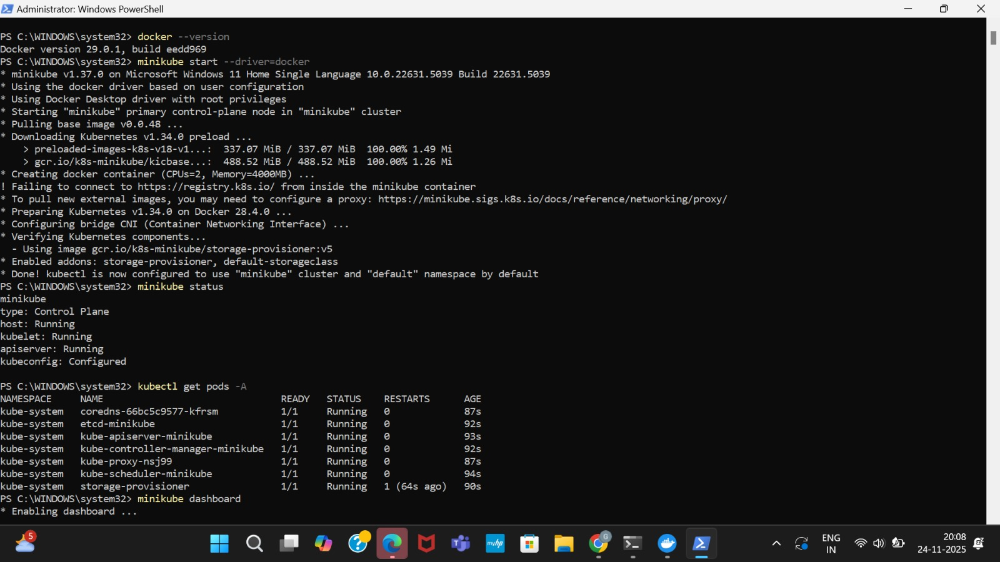 Administrator: Windows PowerShell
PS C:\WINDOWS\system32> docker --version
Docker version 29.0.1, build eedd969
PS C:\WINDOWS\system32> minikube start --driver=docker
* minikube v1.37.0 on Microsoft Windows 11 Home Single Language 10.0.22631.5039 Build 22631.5039
* Using the docker driver based on user configuration
* Using Docker Desktop driver with root privileges
* Starting "minikube" primary control-plane node in "minikube" cluster
* Pulling base image v0.0.48 ...
* Downloading Kubernetes v1.34.0 preload ...
    > preloaded-images-k8s-v18-v1...:  337.07 MiB / 337.07 MiB  100.00% 1.49 Mi
    > gcr.io/k8s-minikube/kicbase...:  488.52 MiB / 488.52 MiB  100.00% 1.26 Mi
* Creating docker container (CPUs=2, Memory=4000MB) ...
! Failing to connect to https://registry.k8s.io/ from inside the minikube container
* To pull new external images, you may need to configure a proxy: https://minikube.sigs.k8s.io/docs/reference/networking/proxy/
* Preparing Kubernetes v1.34.0 on Docker 28.4.0 ...
* Configuring bridge CNI (Container Networking Interface) ...
* Verifying Kubernetes components...
  - Using image gcr.io/k8s-minikube/storage-provisioner:v5
* Enabled addons: storage-provisioner, default-storageclass
* Done! kubectl is now configured to use "minikube" cluster and "default" namespace by default
PS C:\WINDOWS\system32> minikube status
minikube
type: Control Plane
host: Running
kubelet: Running
apiserver: Running
kubeconfig: Configured
PS C:\WINDOWS\system32> kubectl get pods -A
NAMESPACE     NAME                               READY   STATUS    RESTARTS      AGE
kube-system   coredns-66bc5c9577-kfrsm           1/1     Running   0             87s
kube-system   etcd-minikube                      1/1     Running   0             92s
kube-system   kube-apiserver-minikube            1/1     Running   0             93s
kube-system   kube-controller-manager-minikube   1/1     Running   0             92s
kube-system   kube-proxy-nsj99                   1/1     Running   0             87s
kube-system   kube-scheduler-minikube            1/1     Running   0             94s
kube-system   storage-provisioner                1/1     Running   1 (64s ago)   90s
PS C:\WINDOWS\system32> minikube dashboard
* Enabling dashboard ...
5
myhp
G
ENG
IN
20:08
24-11-2025